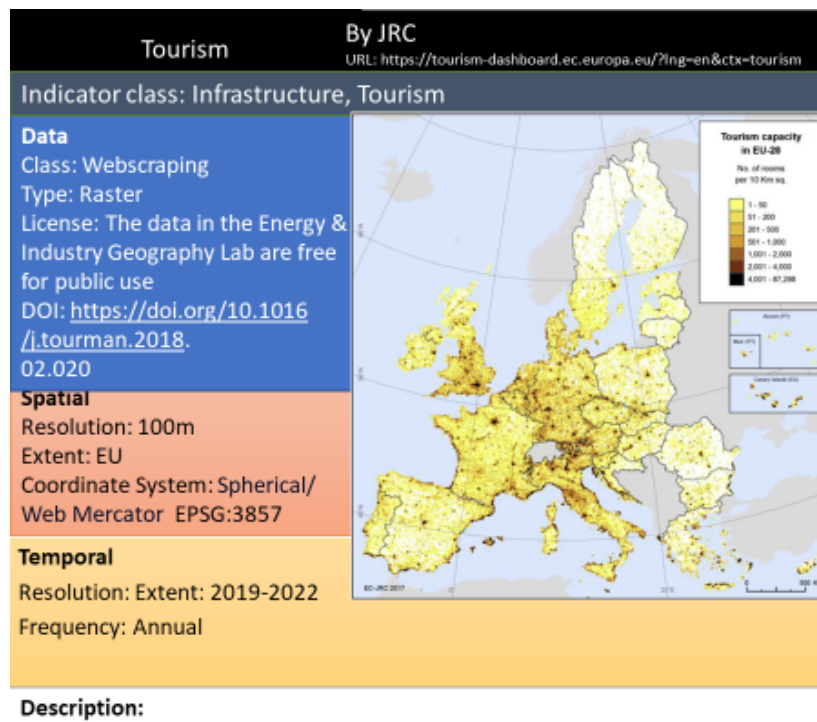 Tourism
By JRC
URL: https://tourism-dashboard.ec.europa.eu/?lng=en&ctx=tourism
Indicator class: Infrastructure, Tourism
Data
Class: Webscraping
Type: Raster
License: The data in the Energy &
Industry Geography Lab are free
for public use
DOI: https://doi.org/10.1016
/j.tourman.2018.
02.020
Spatial
Resolution: 100m
Extent: EU
Coordinate System: Spherical/
Web Mercator EPSG:3857
Temporal
Resolution: Extent: 2019-2022
Frequency: Annual
Tourism capacity
in EU-28
No. of rooms
per 10 Km sq.
1 - 50
51 - 200
201 - 500
501 - 1,000
1,001 - 2,000
2,001 - 4,000
4,001 - 87,298
Azores (PT)
Canary Islands (ES)
EC-JRC 2017
0
500
Description: